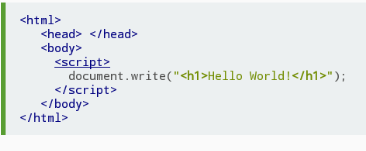 <html>
<head> </head>
<body>
<script>
document.write("<h1>Hello World!</h1>");
</script>
</body>
</html>